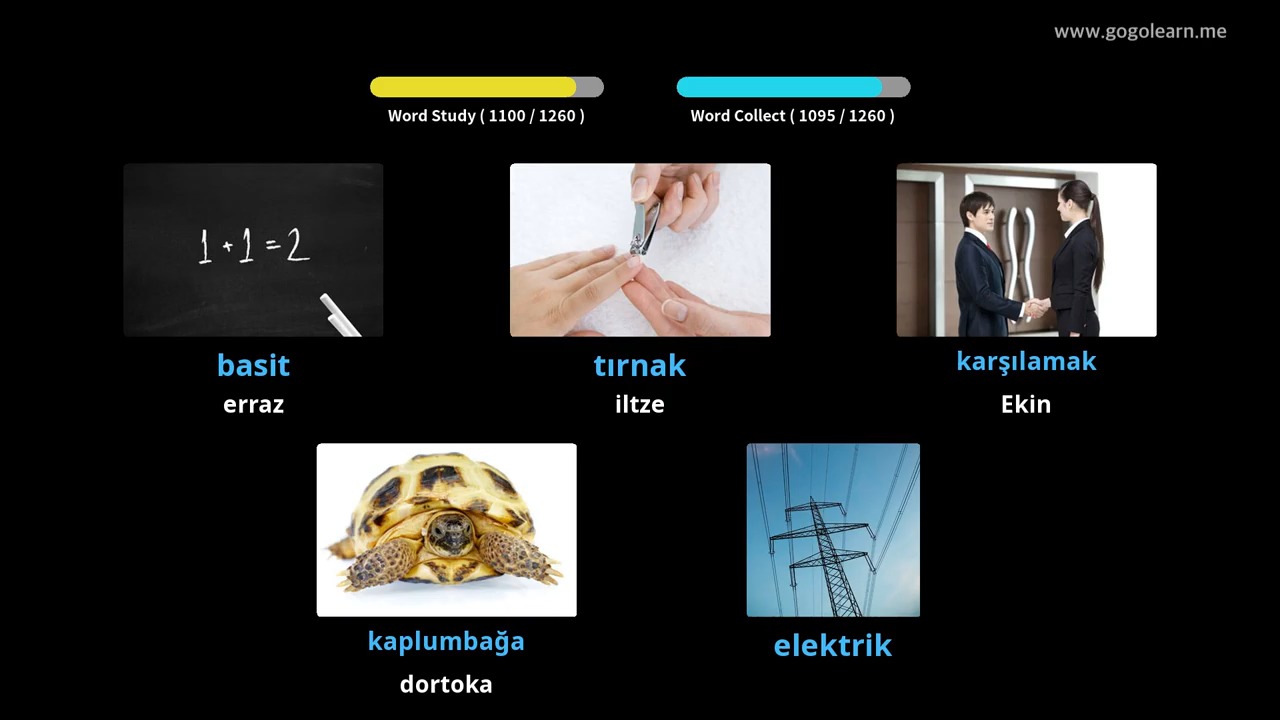 www.gogolearn.me
Word Study ( 1100 / 1260 )
Word Collect ( 1095 / 1260 )
1 + 1 = 2
basit
tırnak
karşılamak
erraz
iltze
Ekin
kaplumbağa
elektrik
dortoka